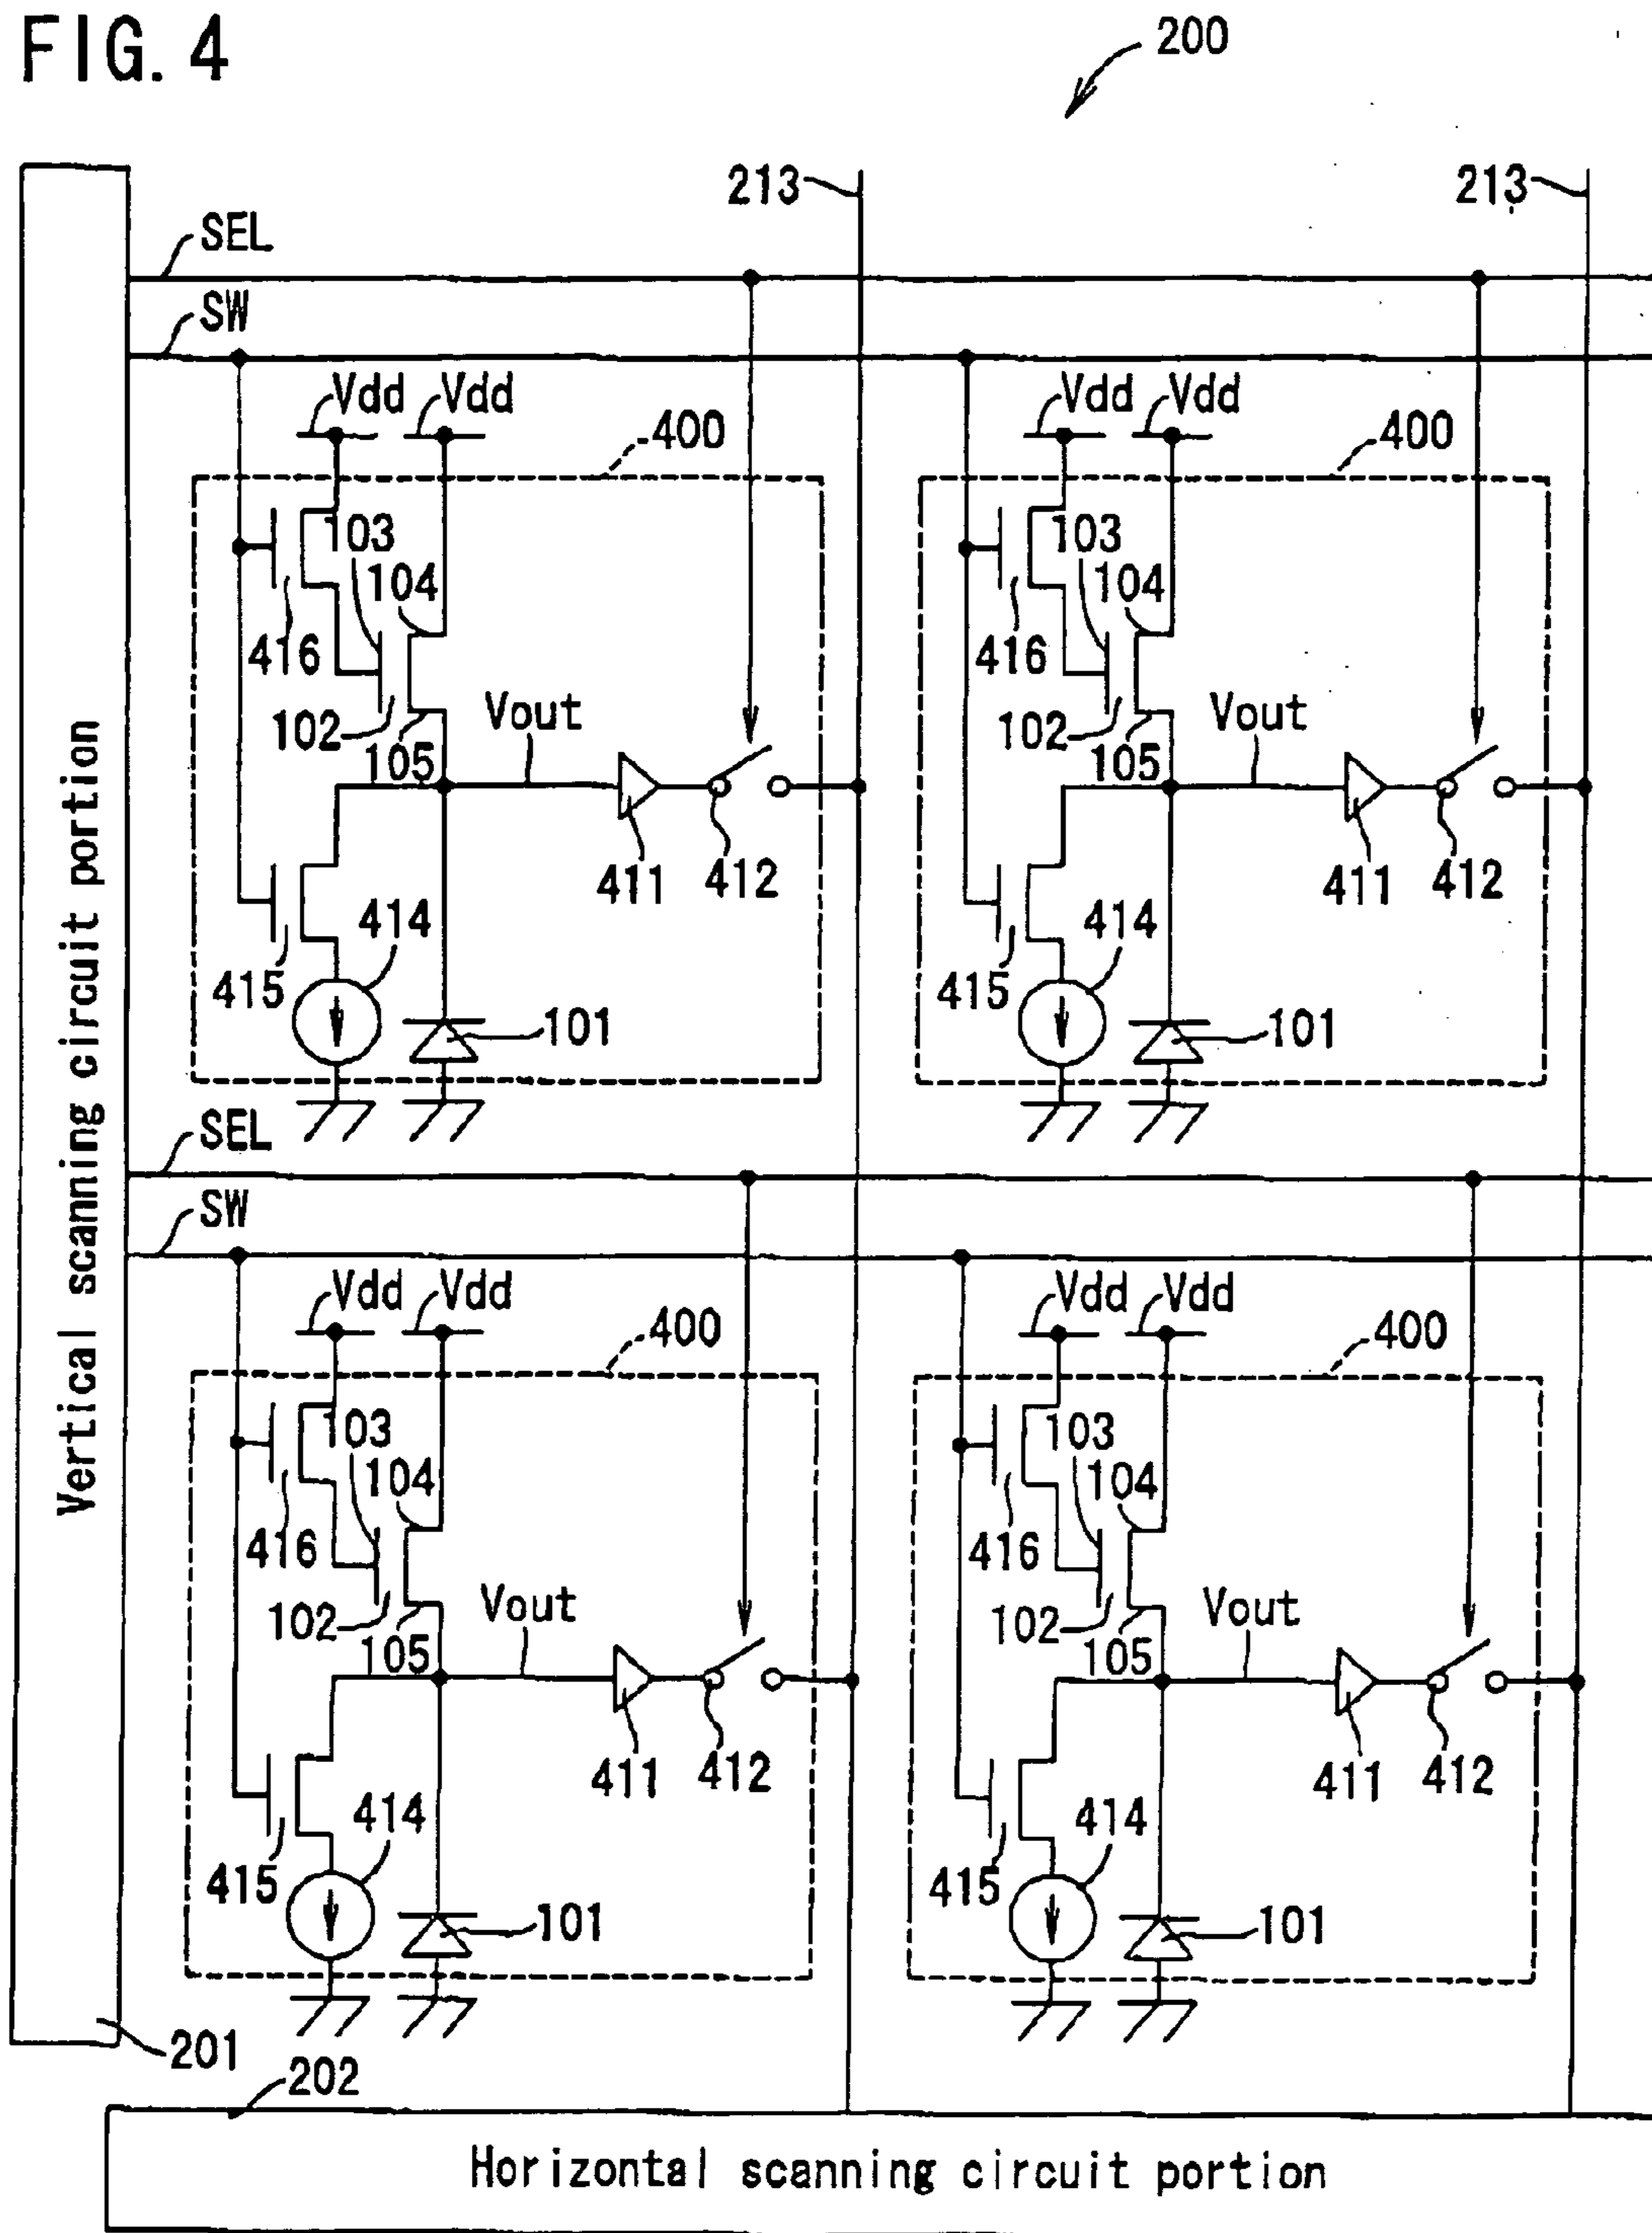 FIG. 4
200
213
213
SEL
SW
Vdd
Vdd
Vdd
Vdd
400
400
103
103
104
104
416
416
Vout
Vout
102
102
105
105
411
412
411
412
414
414
415
415
101
101
SEL
SW
Vdd
Vdd
Vdd
Vdd
400
400
103
103
104
104
416
416
Vout
Vout
102
102
105
105
411
412
411
412
414
414
415
415
101
101
Vertical scanning circuit portion
201
202
Horizontal scanning circuit portion